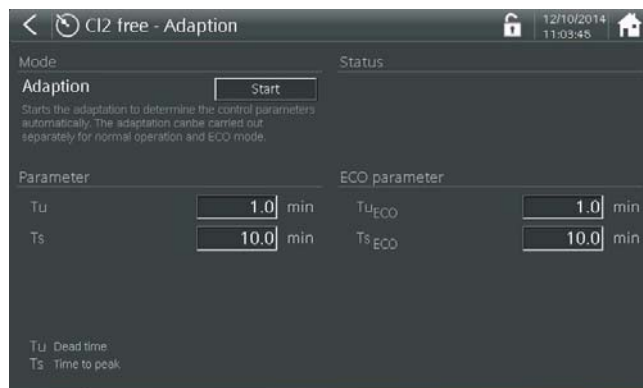 Cl2 free - Adaption
12/10/2014
11:03:48
Mode
Status
Adaption
Start
Starts the adaptation to determine the control parameters
automatically. The adaptation canbe carried out
separately for normal operation and ECO mode.
Parameter
ECO parameter
Tu 1.0 min
TuECO 1.0 min
Ts 10.0 min
Ts ECO 10.0 min
Tu Dead time
Ts Time to peak